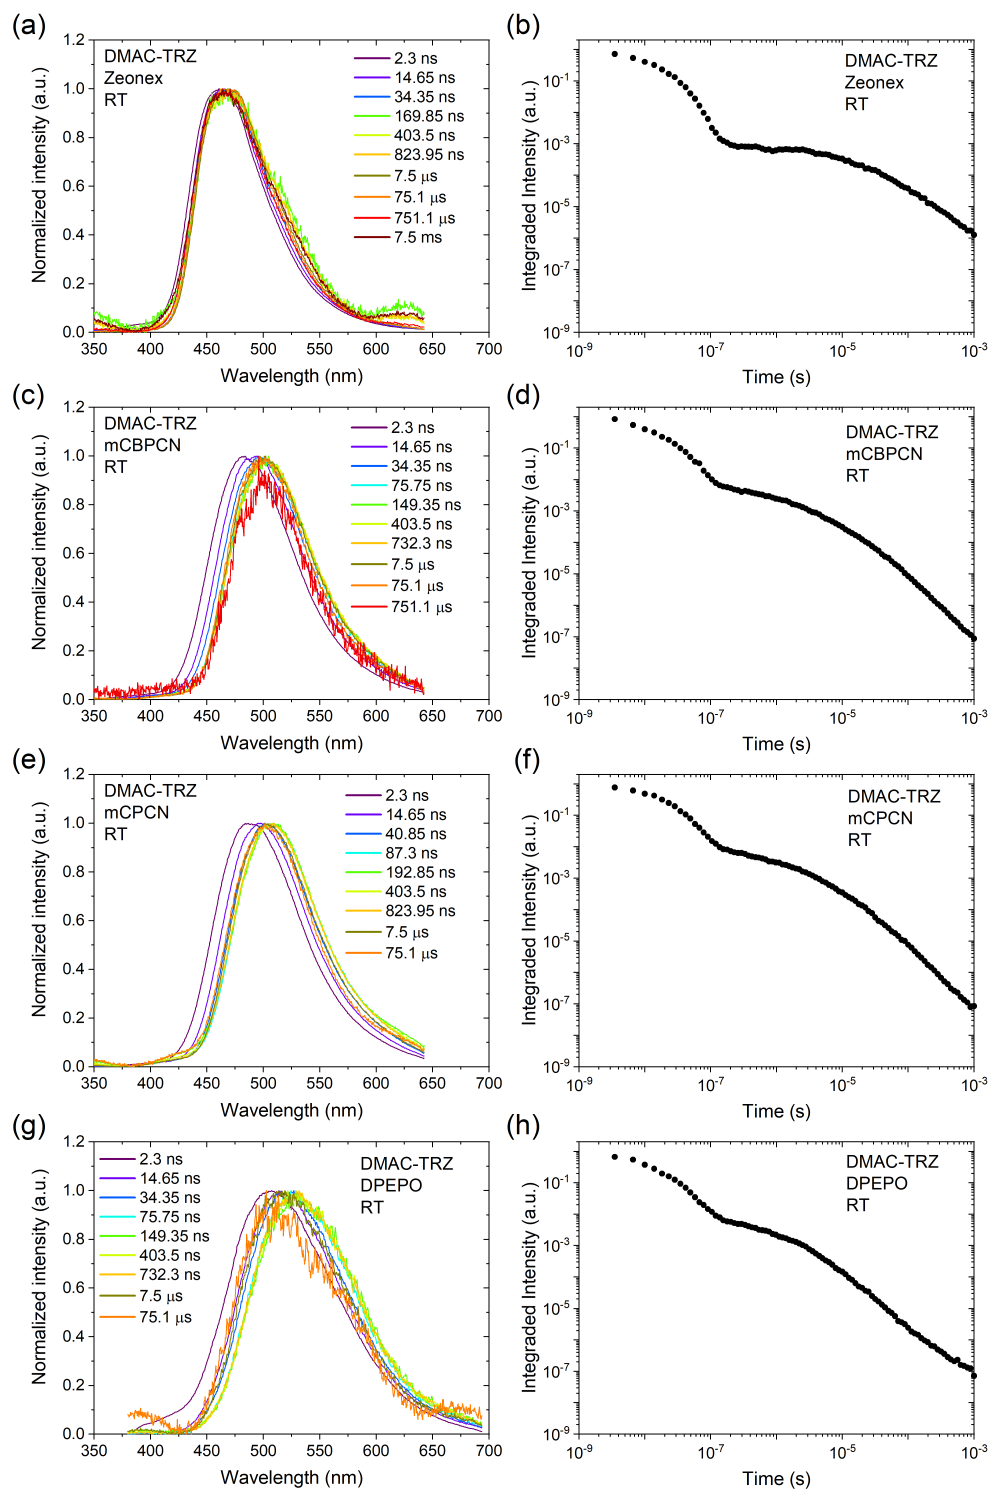 (a)
1.2
1.0
0.8
0.6
0.4
0.2
0.0
Normalized intensity (a.u.)
DMAC-TRZ
Zeonex
RT
2.3 ns
14.65 ns
34.35 ns
169.85 ns
403.5 ns
823.95 ns
7.5 µs
75.1 µs
751.1 µs
7.5 ms
350 400 450 500 550 600 650 700
Wavelength (nm)
(b)
10-1
10-3
10-5
10-7
10-9
Integraded Intensity (a.u.)
DMAC-TRZ
Zeonex
RT
10-9 10-7 10-5 10-3
Time (s)
(c)
1.2
1.0
0.8
0.6
0.4
0.2
0.0
Normalized intensity (a.u.)
DMAC-TRZ
mCBPCN
RT
2.3 ns
14.65 ns
34.35 ns
75.75 ns
149.35 ns
403.5 ns
732.3 ns
7.5 µs
75.1 µs
751.1 µs
350 400 450 500 550 600 650 700
Wavelength (nm)
(d)
10-1
10-3
10-5
10-7
10-9
Integraded Intensity (a.u.)
DMAC-TRZ
mCBPCN
RT
10-9 10-7 10-5 10-3
Time (s)
(e)
1.2
1.0
0.8
0.6
0.4
0.2
0.0
Normalized intensity (a.u.)
DMAC-TRZ
mCPCN
RT
2.3 ns
14.65 ns
40.85 ns
87.3 ns
192.85 ns
403.5 ns
823.95 ns
7.5 µs
75.1 µs
350 400 450 500 550 600 650 700
Wavelength (nm)
(f)
10-1
10-3
10-5
10-7
10-9
Integraded Intensity (a.u.)
DMAC-TRZ
mCPCN
RT
10-9 10-7 10-5 10-3
Time (s)
(g)
1.2
1.0
0.8
0.6
0.4
0.2
0.0
Normalized intensity (a.u.)
2.3 ns
14.65 ns
34.35 ns
75.75 ns
149.35 ns
403.5 ns
732.3 ns
7.5 µs
75.1 µs
DMAC-TRZ
DPEPO
RT
350 400 450 500 550 600 650 700
Wavelength (nm)
(h)
10-1
10-3
10-5
10-7
10-9
Integraded Intensity (a.u.)
DMAC-TRZ
DPEPO
RT
10-9 10-7 10-5 10-3
Time (s)